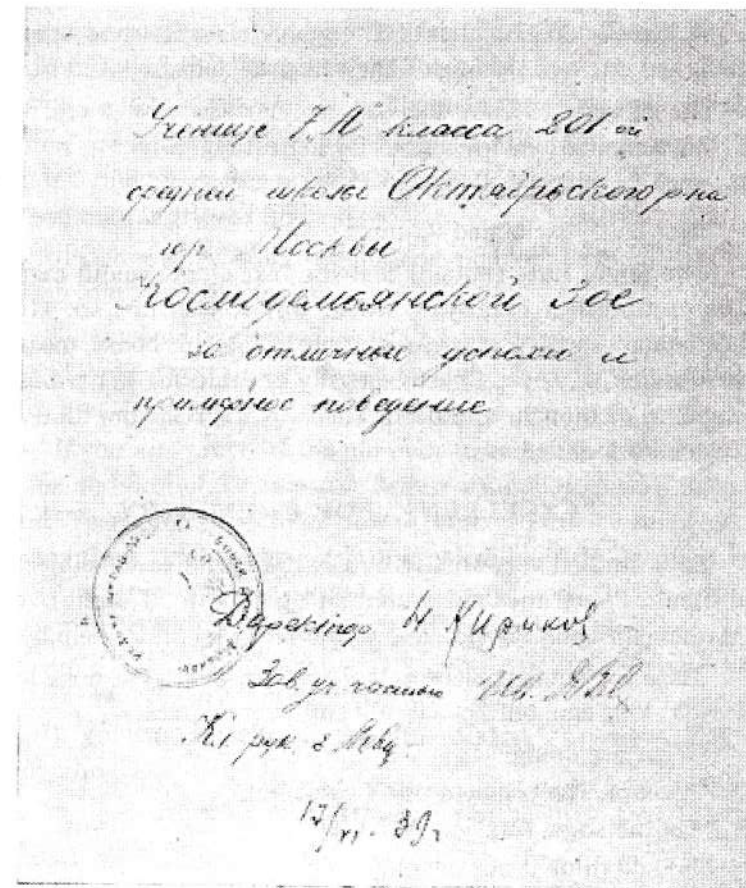 Ученице 7 А класса 201-ой
средней школы Октябрьского р-на
гор. Москвы
Космодемьянской Зое
за отличные успехи и
примерное поведение
Директор Н Кириков
Зав. уч. частью
Кл. рук.
17/VI - 39 г.